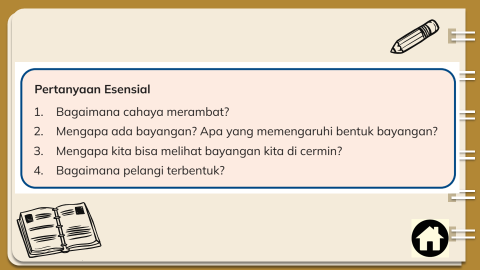 Pertanyaan Esensial
1. Bagaimana cahaya merambat?
2. Mengapa ada bayangan? Apa yang memengaruhi bentuk bayangan?
3. Mengapa kita bisa melihat bayangan kita di cermin?
4. Bagaimana pelangi terbentuk?